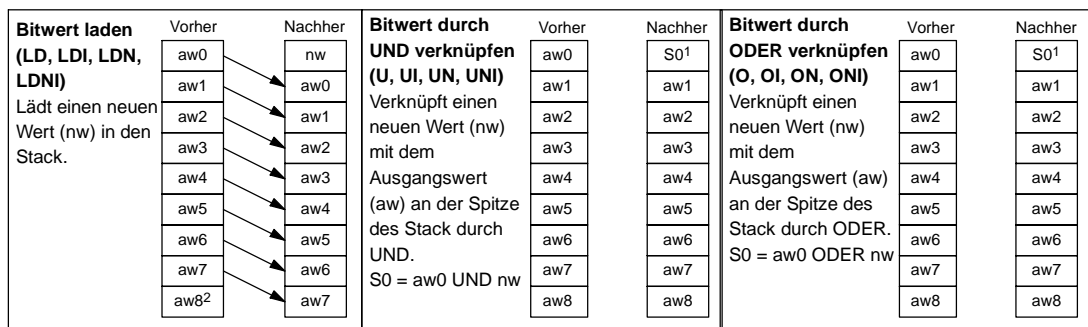 Bitwert laden
(LD, LDI, LDN,
LDNI)
Lädt einen neuen
Wert (nw) in den
Stack.
Vorher
aw0
aw1
aw2
aw3
aw4
aw5
aw6
aw7
aw8²
Nachher
nw
aw0
aw1
aw2
aw3
aw4
aw5
aw6
aw7
Bitwert durch
UND verknüpfen
(U, UI, UN, UNI)
Verknüpft einen
neuen Wert (nw)
mit dem
Ausgangswert
(aw) an der Spitze
des Stack durch
UND.
S0 = aw0 UND nw
Vorher
aw0
aw1
aw2
aw3
aw4
aw5
aw6
aw7
aw8
Nachher
S0¹
aw1
aw2
aw3
aw4
aw5
aw6
aw7
aw8
Bitwert durch
ODER verknüpfen
(O, OI, ON, ONI)
Verknüpft einen
neuen Wert (nw)
mit dem
Ausgangswert (aw)
an der Spitze des
Stack durch ODER.
S0 = aw0 ODER nw
Vorher
aw0
aw1
aw2
aw3
aw4
aw5
aw6
aw7
aw8
Nachher
S0¹
aw1
aw2
aw3
aw4
aw5
aw6
aw7
aw8